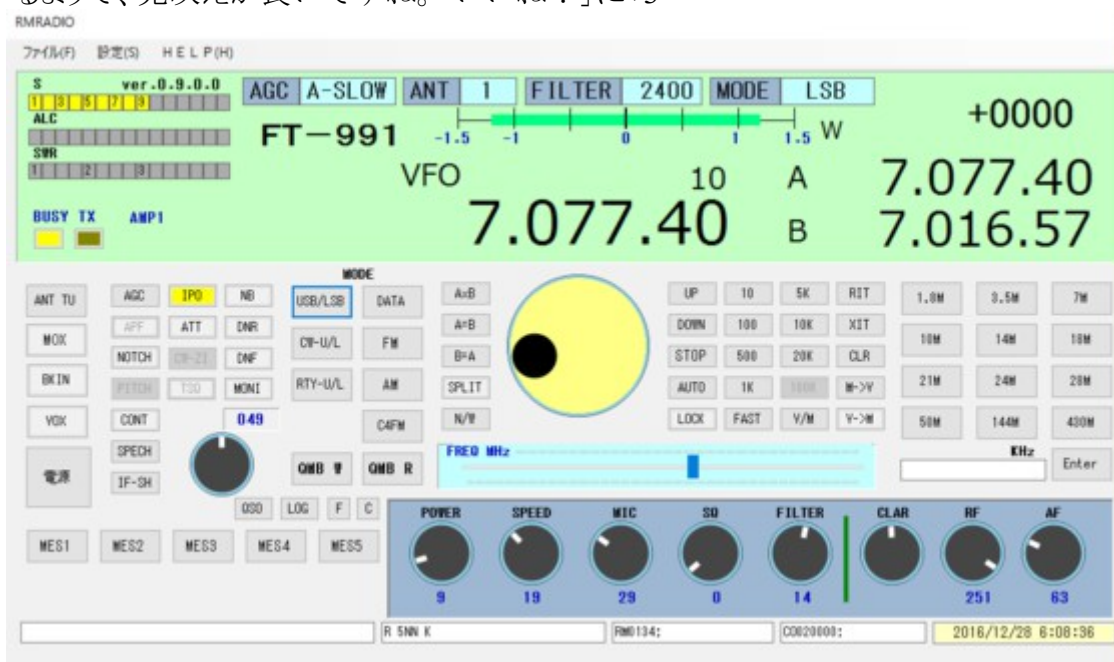 RMRADIO
ファイル(F) 設定(S) HELP(H)
S ver.0.9.0.0 AGC A-SLOW ANT 1 FILTER 2400 MODE LSB
1 3 5 7 9
ALC
FT-991 -1.5 -1 0 1 1.5 W +0000
SWR
1 2 3
VFO 10 A 7.077.40
BUSY TX AMP1 7.077.40 B 7.016.57
MODE
ANT TU AGC IPO NB USB/LSB DATA A=B UP 10 5K RIT 1.8M 3.5M 7M
APF ATT DNR A=B DOWN 100 10K XIT
MOX CW-U/L FM 10M 14M 18M
NOTCH CW-ZI DNF B=A STOP 500 20K CLR
BKIN PITCH TSQ MONI RTY-U/L AM SPLIT AUTO 1K 100K M->V 21M 24M 28M
VOX CONT 049 C4FM N/W LOCK FAST V/M V->M 50M 144M 430M
電源 SPECH QMB W QMB R FREQ MHz KHz Enter
IF-SH
QSO LOG F C
POWER SPEED MIC SQ FILTER CLAR RF AF
MES1 MES2 MES3 MES4 MES5
9 19 29 0 14 251 63
R 5NN K RM0134; CO020000; 2016/12/28 6:08:36